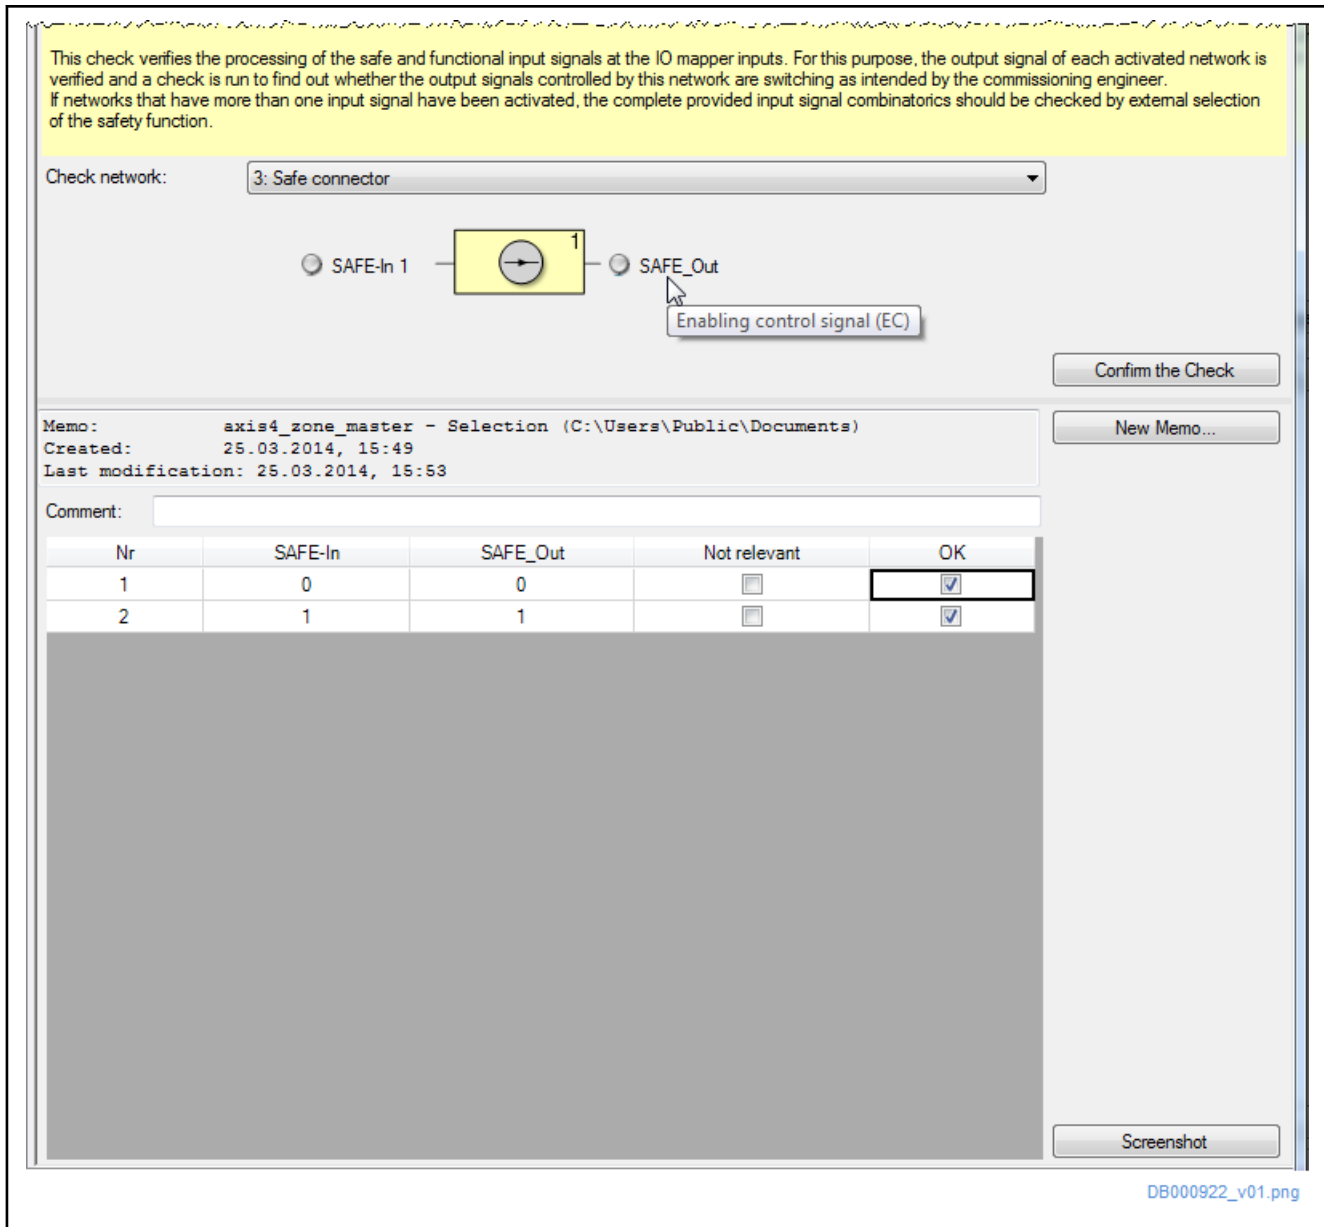 This check verifies the processing of the safe and functional input signals at the IO mapper inputs. For this purpose, the output signal of each activated network is
verified and a check is run to find out whether the output signals controlled by this network are switching as intended by the commissioning engineer.
If networks that have more than one input signal have been activated, the complete provided input signal combinatorics should be checked by external selection
of the safety function.
Check network: 3: Safe connector
1
SAFE-In 1 SAFE_Out
Enabling control signal (EC)
Confirm the Check
Memo: axis4_zone_master - Selection (C:\Users\Public\Documents)
New Memo...
Created: 25.03.2014, 15:49
Last modification: 25.03.2014, 15:53
Comment:
Nr SAFE-In SAFE_Out Not relevant OK
1 0 0
2 1 1
Screenshot
DB000922_v01.png